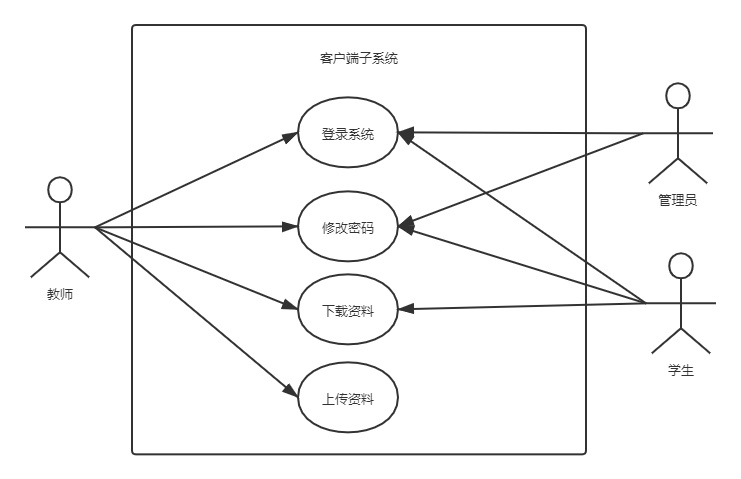 客户端子系统
登录系统
修改密码
下载资料
上传资料
教师
管理员
学生